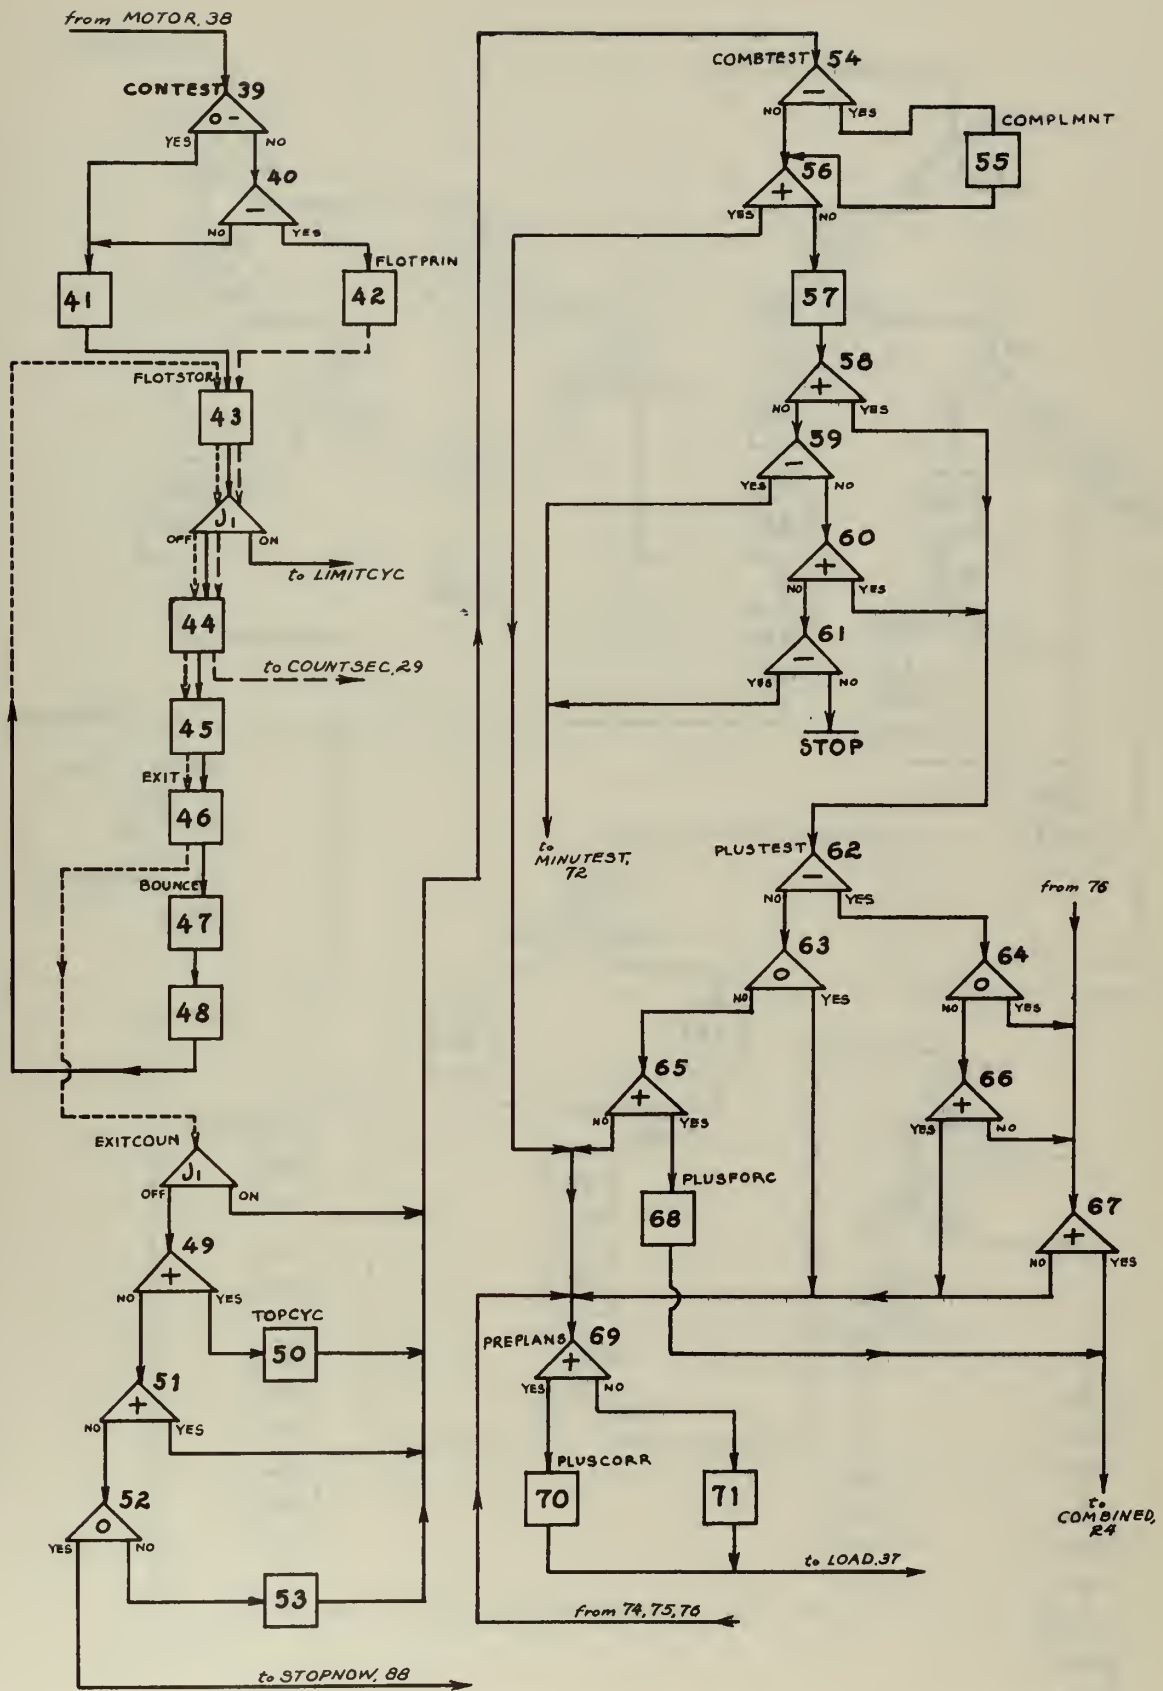 from MOTOR, 38
CONTEST 39
O -
YES NO
40
-
NO YES
FLOTPRIN
41
42
FLOTSTOR
43
J1
OFF ON
to LIMITCYC
44
to COUNTSEC, 29
45
EXIT
46
BOUNCE
47
48
EXITCOUN
J1
OFF ON
49
+
NO YES
TOPCYC
50
51
+
NO YES
52
O
YES NO
53
to STOPNOW, 88
COMBTEST 54
-
NO YES
COMPLMNT
55
56
+
YES NO
57
58
+
NO YES
59
-
YES NO
60
+
NO YES
61
-
YES NO
STOP
to
MINUTEST,
72
PLUSTEST 62
-
NO YES
from 76
63
O
NO YES
64
O
NO YES
65
+
NO YES
66
+
YES NO
PLUSFORC
68
67
+
NO YES
PREPLANS 69
+
YES NO
PLUSCORR
70
71
to
COMBINED,
24
to LOAD, 37
from 74, 75, 76